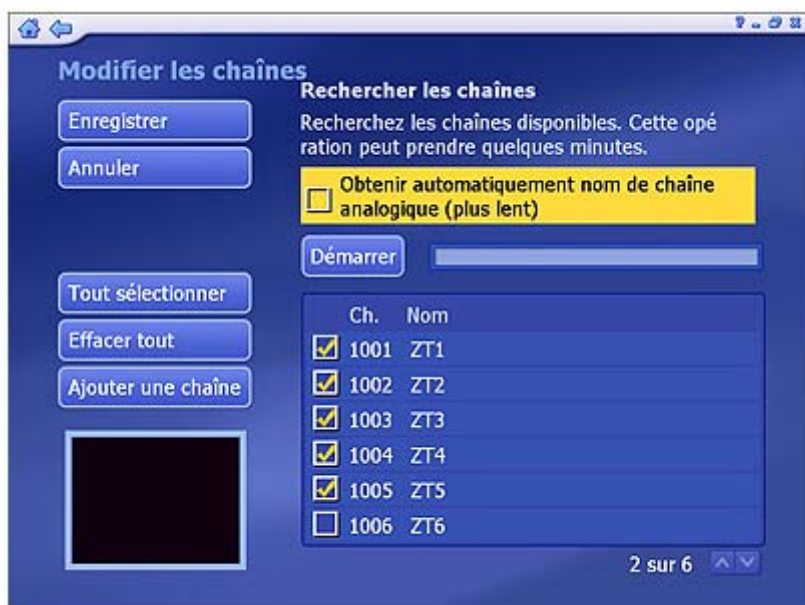 Modifier les chaînes
Enregistrer
Annuler
Tout sélectionner
Effacer tout
Ajouter une chaîne
Rechercher les chaînes
Recherchez les chaînes disponibles. Cette opé
ration peut prendre quelques minutes.
Obtenir automatiquement nom de chaîne
analogique (plus lent)
Démarrer
Ch. Nom
1001 ZT1
1002 ZT2
1003 ZT3
1004 ZT4
1005 ZT5
1006 ZT6
2 sur 6